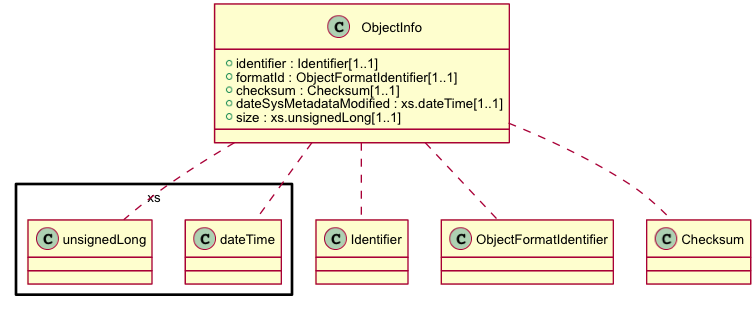 C ObjectInfo
identifier : Identifier[1..1]
formatId : ObjectFormatIdentifier[1..1]
checksum : Checksum[1..1]
dateSysMetadataModified : xs.dateTime[1..1]
size : xs.unsignedLong[1..1]
xs
C unsignedLong
C dateTime
C Identifier
C ObjectFormatIdentifier
C Checksum